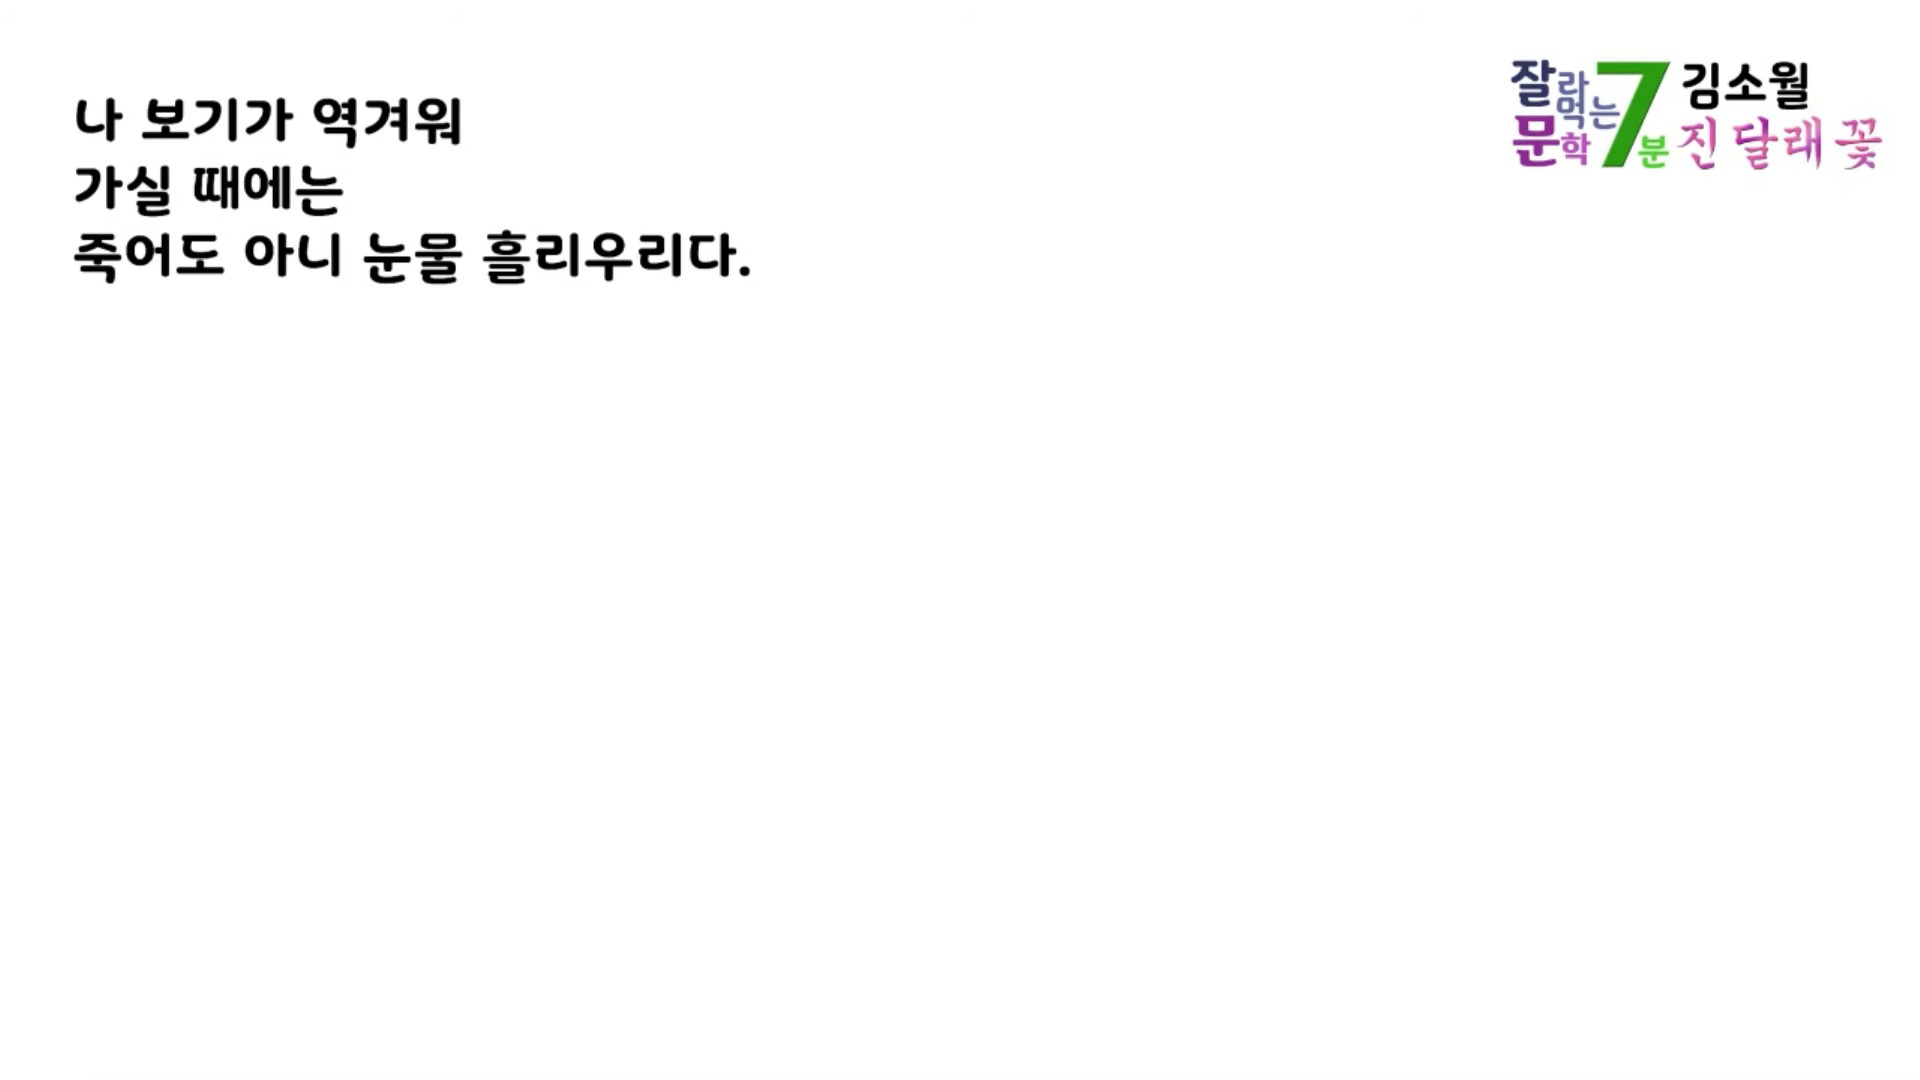 나 보기가 역겨워
가실 때에는
죽어도 아니 눈물 흘리우리다.
잘라먹는
문학 7분
김소월
진달래꽃